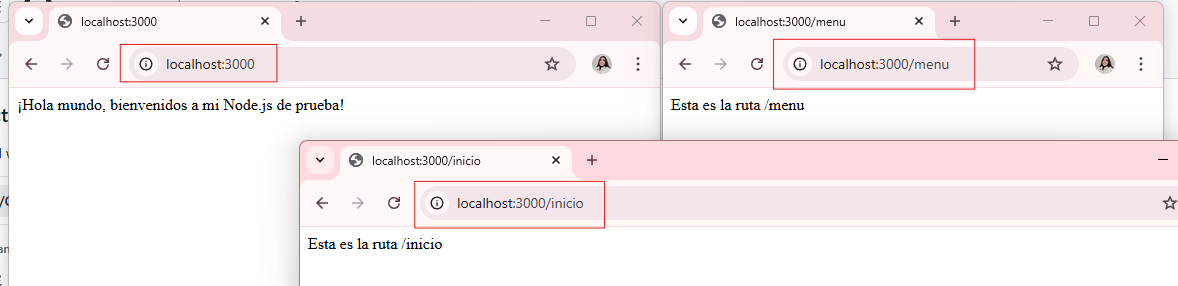 localhost:3000
localhost:3000
¡Hola mundo, bienvenidos a mi Node.js de prueba!
localhost:3000/menu
localhost:3000/menu
Esta es la ruta /menu
localhost:3000/inicio
localhost:3000/inicio
Esta es la ruta /inicio